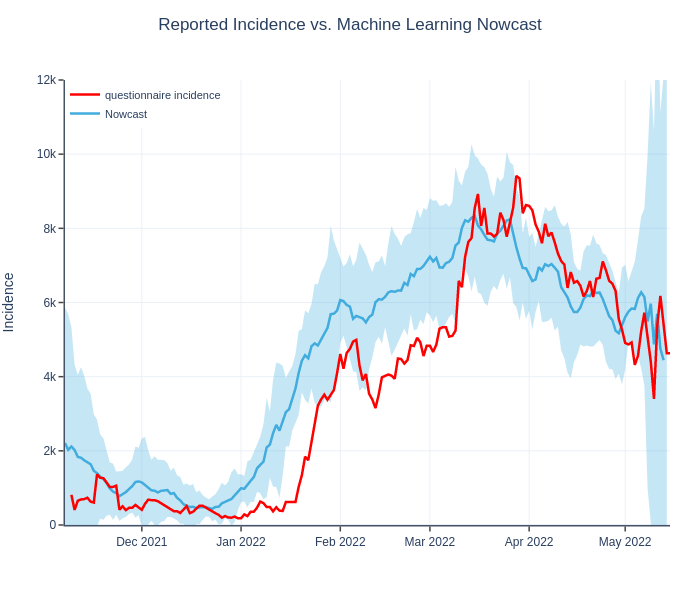 Reported Incidence vs. Machine Learning Nowcast
questionnaire incidence
Nowcast
Incidence
12k
10k
8k
6k
4k
2k
0
Dec 2021
Jan 2022
Feb 2022
Mar 2022
Apr 2022
May 2022